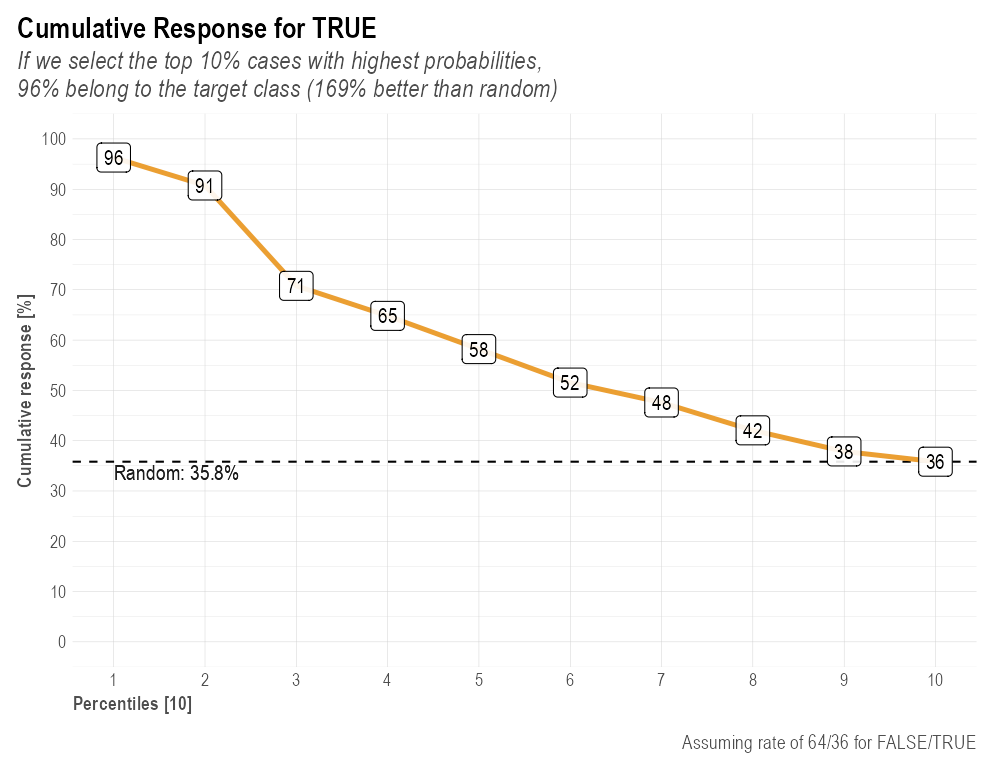 Cumulative Response for TRUE
If we select the top 10% cases with highest probabilities,
96% belong to the target class (169% better than random)
Cumulative response [%]
100
90
80
70
60
50
40
30
20
10
0
96
91
71
65
58
52
48
42
38
36
Random: 35.8%
1 2 3 4 5 6 7 8 9 10
Percentiles [10]
Assuming rate of 64/36 for FALSE/TRUE